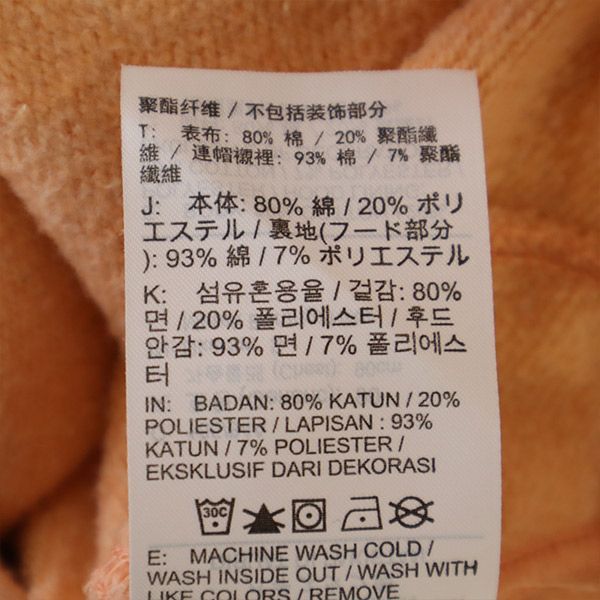 聚酯纤维 / 不包括装饰部分
T: 表布: 80% 棉 / 20% 聚酯纖
維 / 連帽襯裡: 93% 棉 / 7% 聚酯
纖維
J: 本体: 80% 綿 / 20% ポリ
エステル / 裏地(フード部分
): 93% 綿 / 7% ポリエステル
K: 섬유혼용율 / 겉감: 80%
면 / 20% 폴리에스터 / 후드
안감: 93% 면 / 7% 폴리에스
터
IN: BADAN: 80% KATUN / 20%
POLIESTER / LAPISAN : 93%
KATUN / 7% POLIESTER /
EKSKLUSIF DARI DEKORASI
30C
E: MACHINE WASH COLD /
WASH INSIDE OUT / WASH WITH
LIKE COLORS / REMOVE